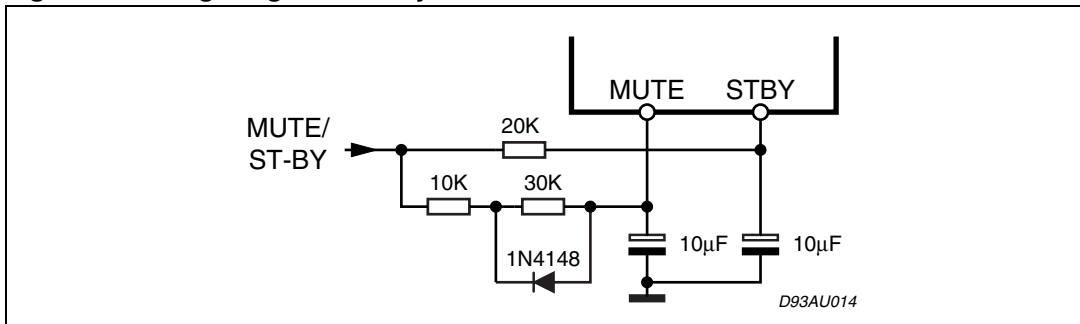 MUTE STBY
MUTE/
ST-BY
20K
10K 30K
1N4148
10μF 10μF
D93AU014